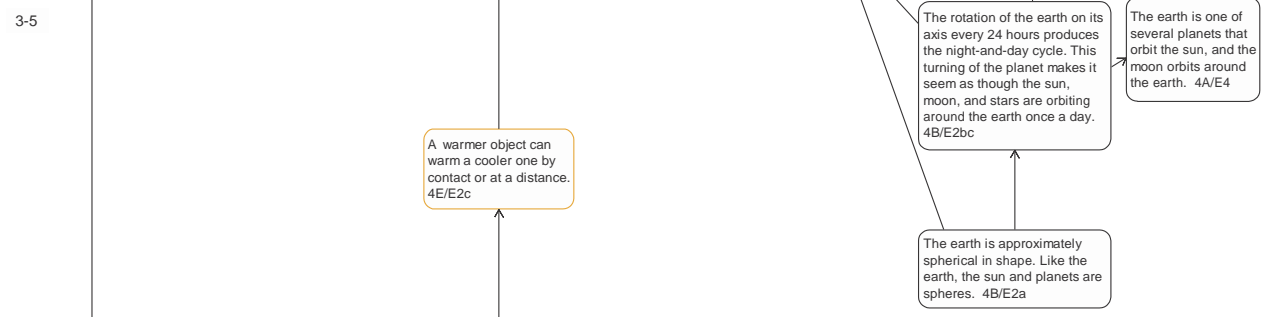 3-5
The rotation of the earth on its
axis every 24 hours produces
the night-and-day cycle. This
turning of the planet makes it
seem as though the sun,
moon, and stars are orbiting
around the earth once a day.
4B/E2bc
The earth is one of
several planets that
orbit the sun, and the
moon orbits around
the earth.  4A/E4
A  warmer object can
warm a cooler one by
contact or at a distance.
4E/E2c
The earth is approximately
spherical in shape. Like the
earth, the sun and planets are
spheres.  4B/E2a